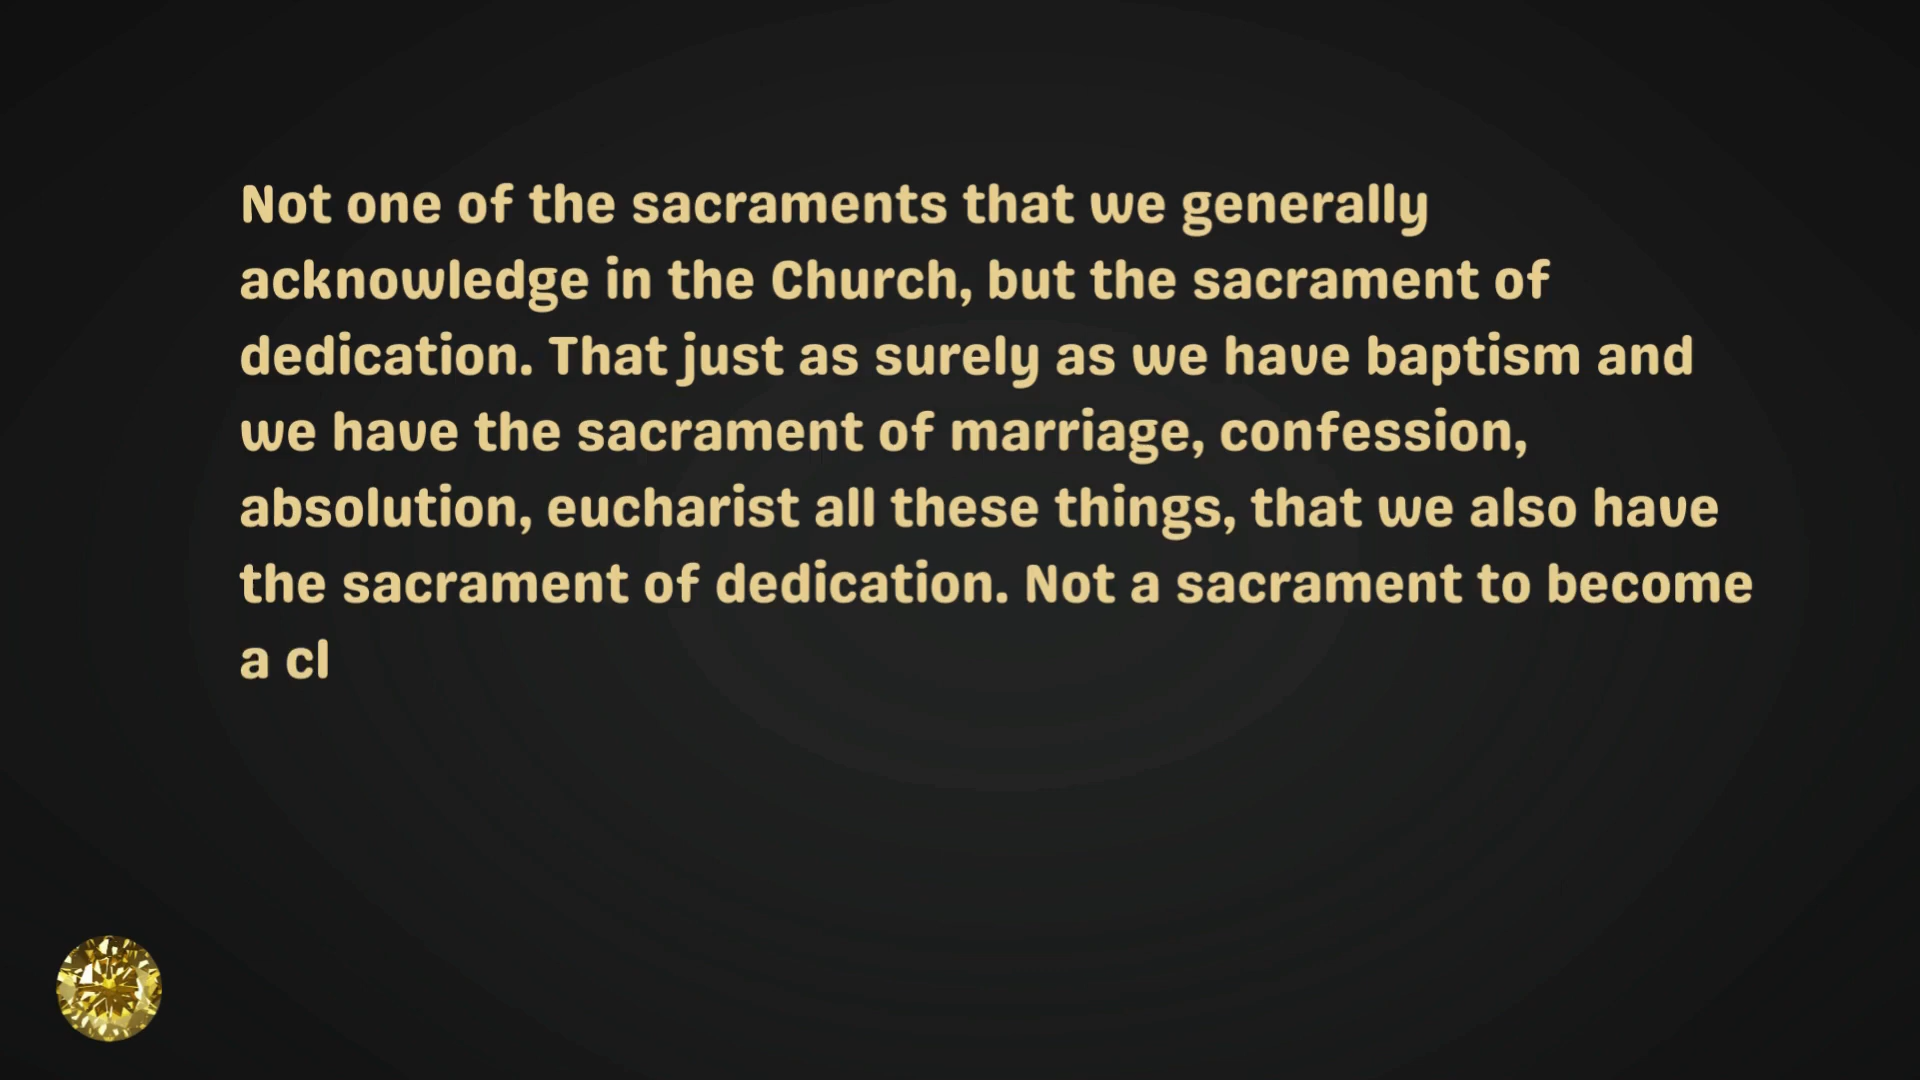 Not one of the sacraments that we generally
acknowledge in the Church, but the sacrament of
dedication. That just as surely as we have baptism and
we have the sacrament of marriage, confession,
absolution, eucharist all these things, that we also have
the sacrament of dedication. Not a sacrament to become
a cl